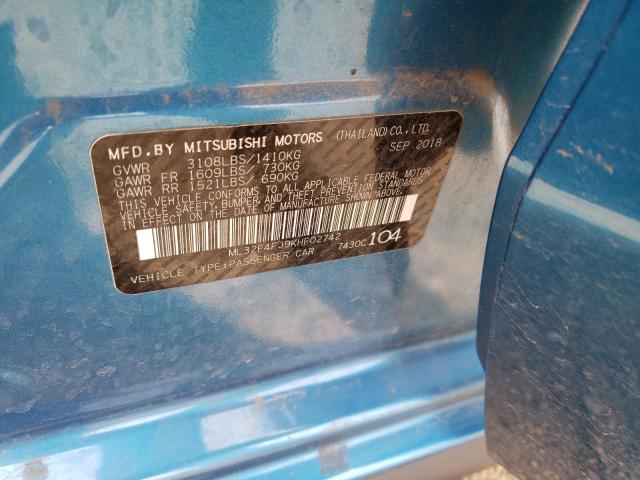 MFD.BY MITSUBISHI MOTORS (THAILAND) CO., LTD.
GVWR 3108LBS/1410KG SEP 2018
GAWR FR 1609LBS/ 730KG
GAWR RR 1521LBS/ 690KG
THIS VEHICLE CONFORMS TO ALL APPLICABLE FEDERAL MOTOR
VEHICLE SAFETY, BUMPER, AND THEFT PREVENTION STANDARDS
IN EFFECT ON THE DATE OF MANUFACTURE SHOWN ABOVE.
ML32F4FJ9KHF02742
VEHICLE TYPE:PASSENGER CAR 7430C 104